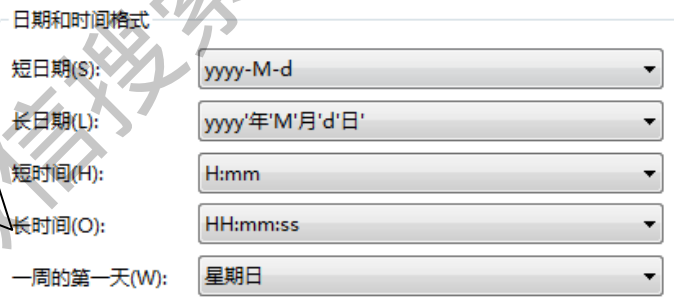 日期和时间格式
短日期(S): yyyy-M-d
长日期(L): yyyy'年'M'月'd'日'
短时间(H): H:mm
长时间(O): HH:mm:ss
一周的第一天(W): 星期日